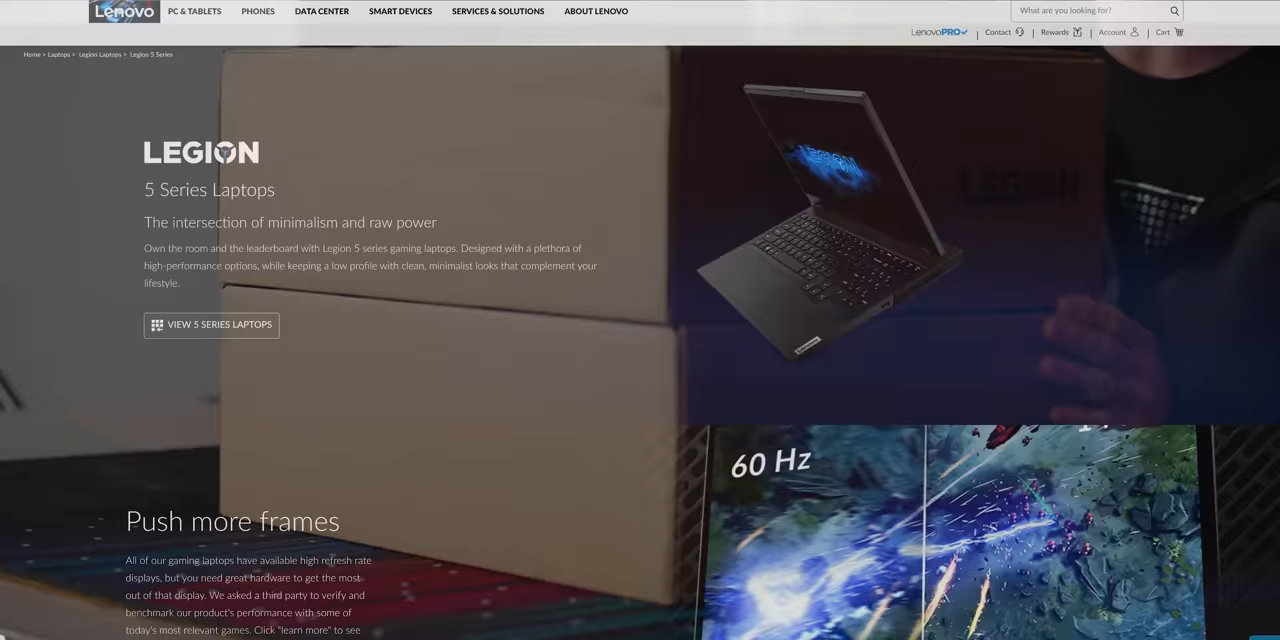 Lenovo
PC & TABLETS PHONES DATA CENTER SMART DEVICES SERVICES & SOLUTIONS ABOUT LENOVO
What are you looking for?
LenovoPRO | Contact | Rewards | Account | Cart
Home > Laptops > Legion Laptops > Legion 5 Series
LEGION
5 Series Laptops
The intersection of minimalism and raw power
Own the room and the leaderboard with Legion 5 series gaming laptops. Designed with a plethora of
high-performance options, while keeping a low profile with clean, minimalist looks that complement your
lifestyle.
VIEW 5 SERIES LAPTOPS
LEGION
LEGION
Lenovo
60 Hz
Push more frames
All of our gaming laptops have available high refresh rate
displays, but you need great hardware to get the most
out of that display. We asked a third party to verify and
benchmark our product's performance with some of
today's most relevant games. Click "learn more" to see